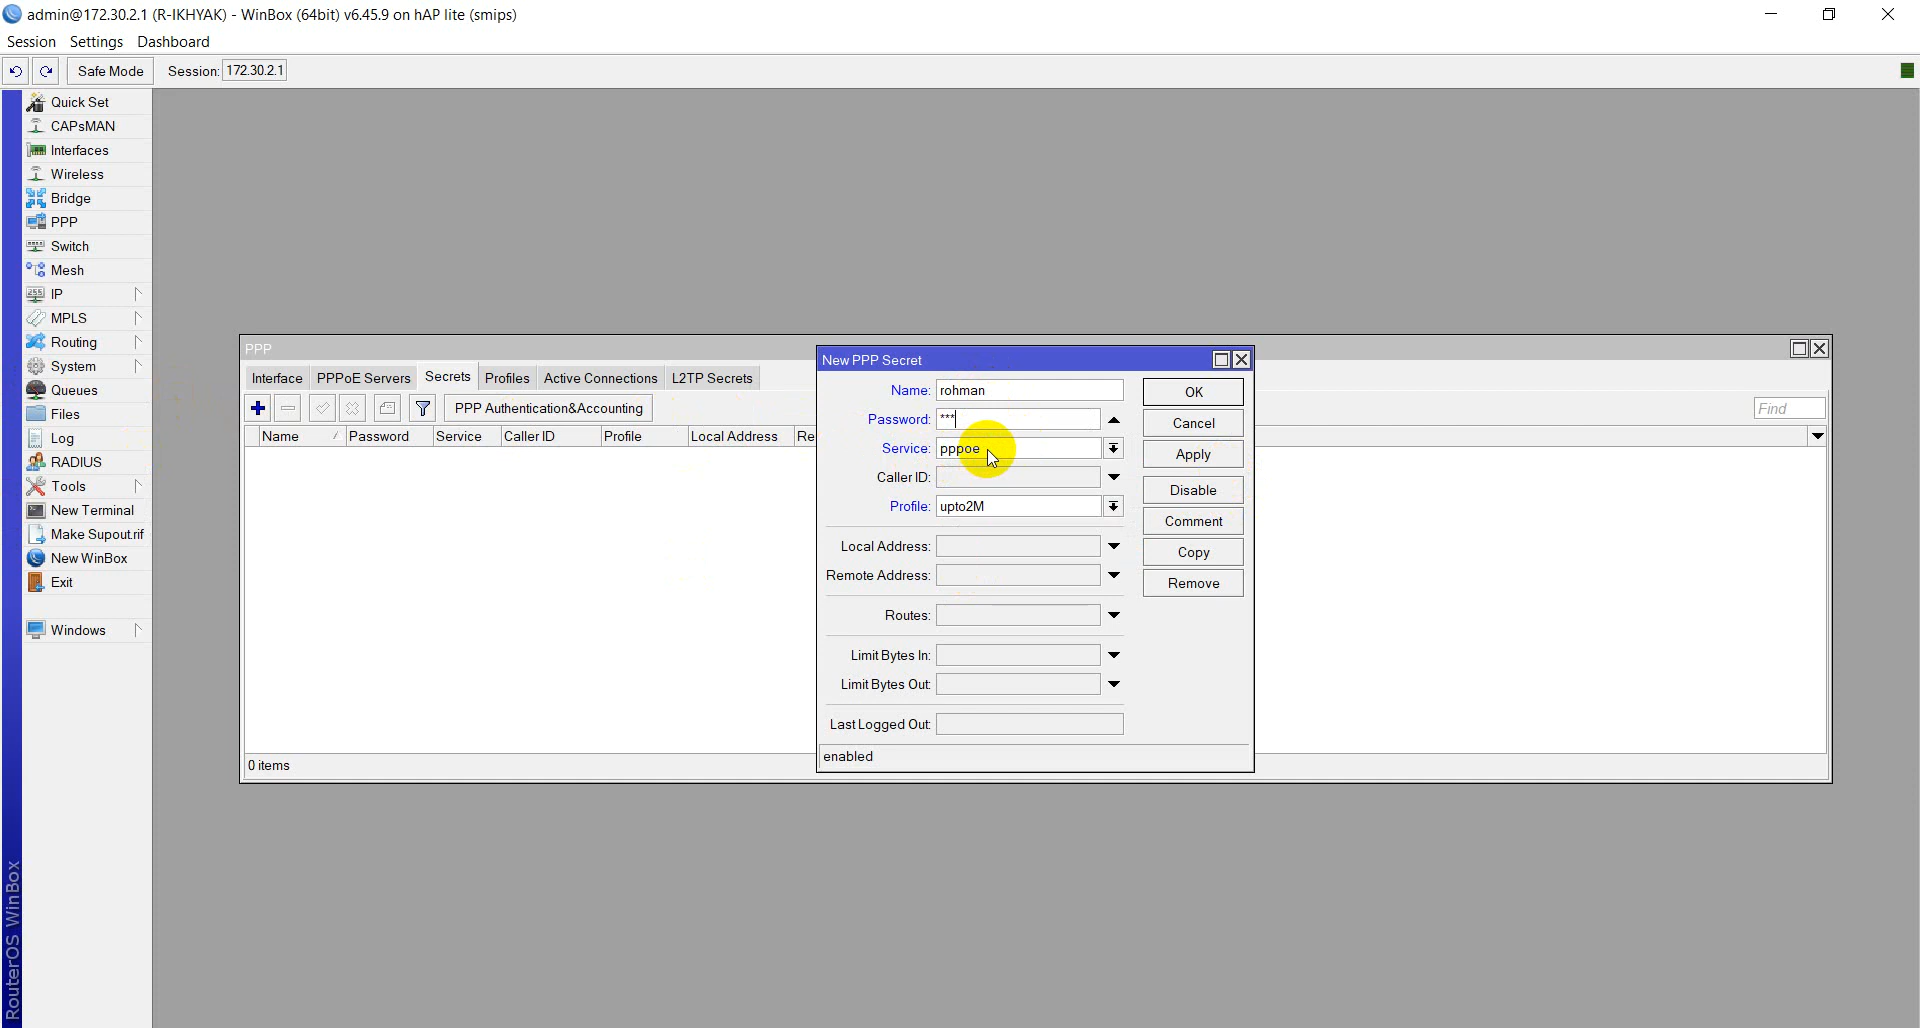 admin@172.30.2.1 (R-IKHYAK) - WinBox (64bit) v6.45.9 on hAP lite (smips)
Session Settings Dashboard
Safe Mode Session: 172.30.2.1
Quick Set
CAPsMAN
Interfaces
Wireless
Bridge
PPP
Switch
Mesh
IP
MPLS
Routing
System
Queues
Files
Log
RADIUS
Tools
New Terminal
Make Supout.rif
New WinBox
Exit
Windows
RouterOS WinBox
PPP
Interface PPPoE Servers Secrets Profiles Active Connections L2TP Secrets
PPP Authentication&Accounting
Find
Name Password Service Caller ID Profile Local Address Re
0 items
New PPP Secret
Name: rohman
Password: ***
Service: pppoe
Caller ID:
Profile: upto2M
Local Address:
Remote Address:
Routes:
Limit Bytes In:
Limit Bytes Out:
Last Logged Out:
enabled
OK
Cancel
Apply
Disable
Comment
Copy
Remove